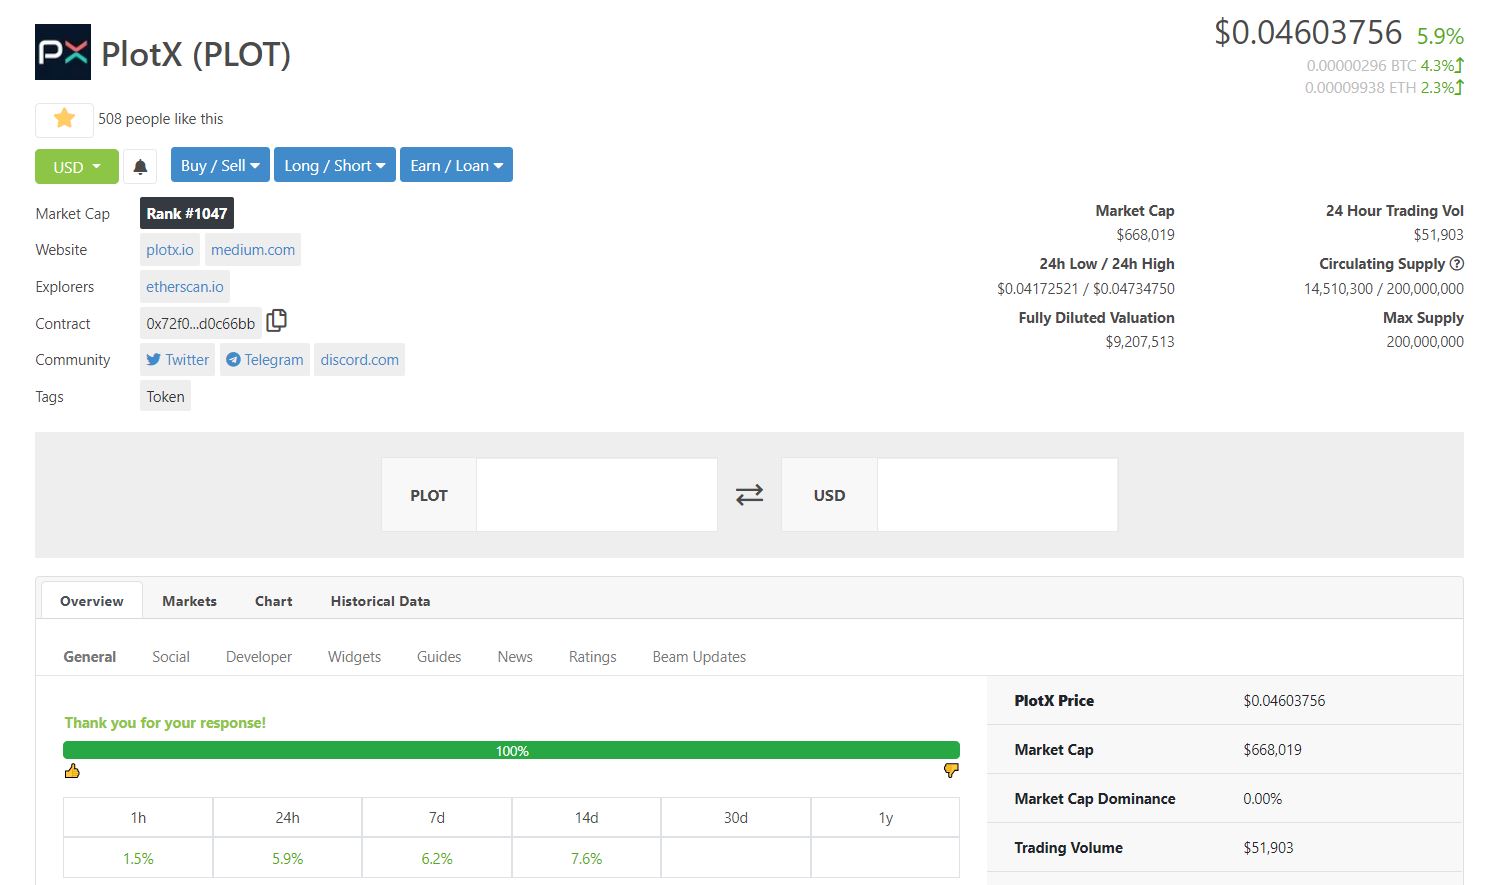 PX PlotX (PLOT)
$0.04603756 5.9%
0.00000296 BTC 4.3%
0.00009938 ETH 2.3%
508 people like this
USD Buy / Sell Long / Short Earn / Loan
Market Cap Rank #1047
Website plotx.io medium.com
Explorers etherscan.io
Contract 0x72f0...d0c66bb
Community Twitter Telegram discord.com
Tags Token
Market Cap 24 Hour Trading Vol
$668,019 $51,903
24h Low / 24h High Circulating Supply
$0.04172521 / $0.04734750 14,510,300 / 200,000,000
Fully Diluted Valuation Max Supply
$9,207,513 200,000,000
PLOT USD
Overview Markets Chart Historical Data
General Social Developer Widgets Guides News Ratings Beam Updates
Thank you for your response!
100%
1h 24h 7d 14d 30d 1y
1.5% 5.9% 6.2% 7.6%
PlotX Price $0.04603756
Market Cap $668,019
Market Cap Dominance 0.00%
Trading Volume $51,903